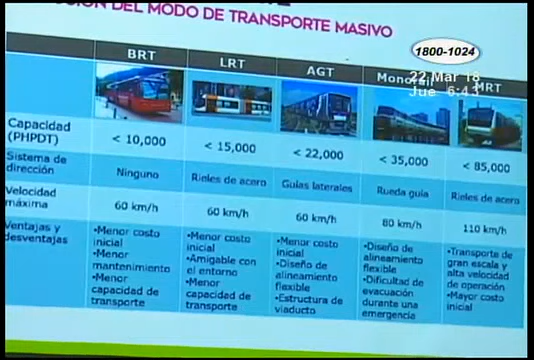 CIÓN DEL MODO DE TRANSPORTE MASIVO
1800-1024
22 Mar 18
Jue 6:43
BRT LRT AGT Monorail MRT
Capacidad (PHPDT) < 10,000 < 15,000 < 22,000 < 35,000 < 85,000
Sistema de dirección Ninguno Rieles de acero Guías laterales Rueda guía Rieles de acero
Velocidad máxima 60 km/h 60 km/h 60 km/h 80 km/h 110 km/h
Ventajas y desventajas
•Menor costo inicial
•Menor mantenimiento
•Menor capacidad de transporte
•Menor costo inicial
•Amigable con el entorno
•Menor capacidad de transporte
•Menor costo inicial
•Diseño de alineamiento flexible
•Estructura de viaducto
•Diseño de alineamiento flexible
•Dificultad de evacuación durante una emergencia
•Transporte de gran escala y alta velocidad de operación
•Mayor costo inicial